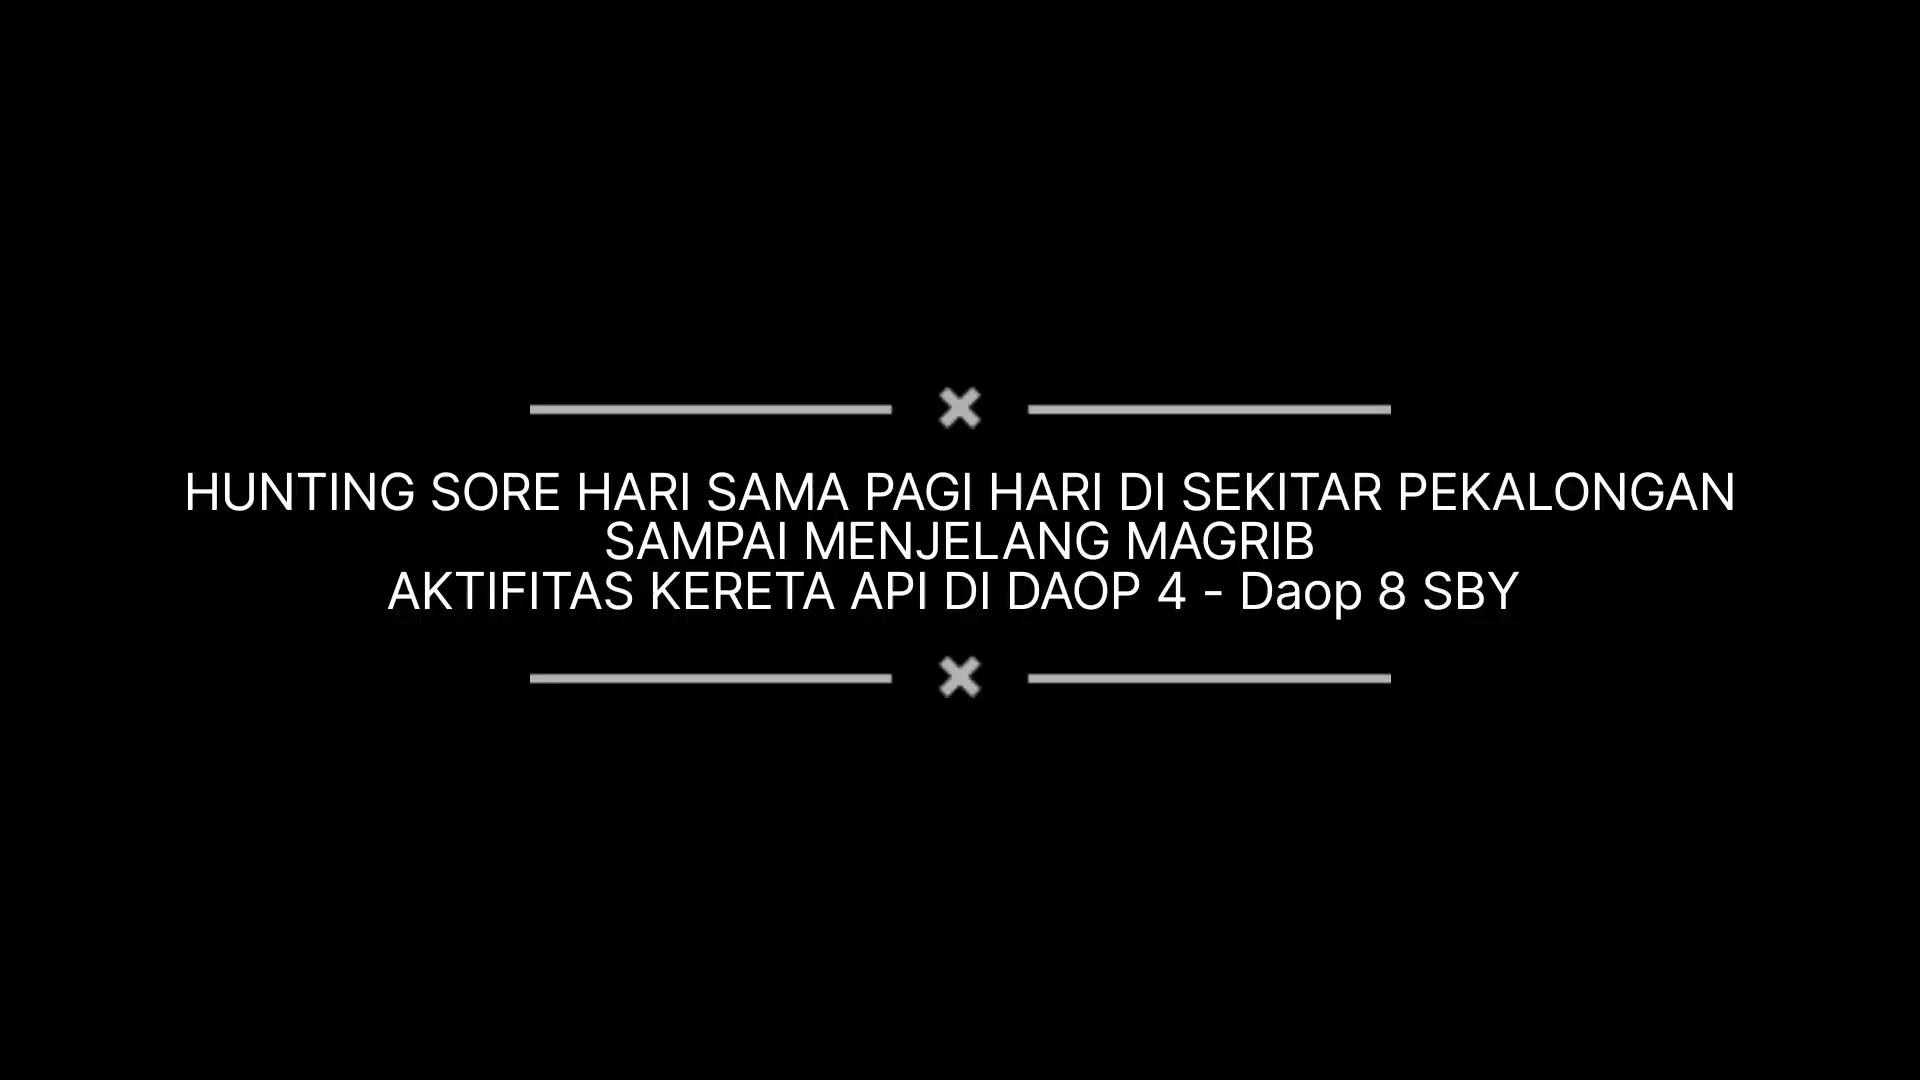 HUNTING SORE HARI SAMA PAGI HARI DI SEKITAR PEKALONGAN
SAMPAI MENJELANG MAGRIB
AKTIFITAS KERETA API DI DAOP 4 - Daop 8 SBY